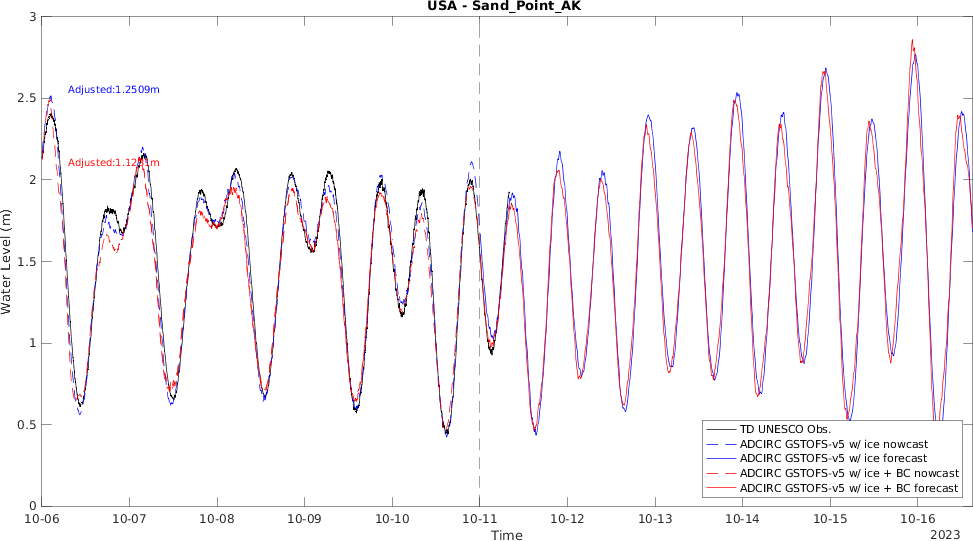 USA - Sand_Point_AK
3
2.5
2
1.5
1
0.5
0
Water Level (m)
Adjusted:1.2509m
TD UNESCO Obs.
ADCIRC GSTOFS-v5 w/ ice nowcast
ADCIRC GSTOFS-v5 w/ ice forecast
ADCIRC GSTOFS-v5 w/ ice + BC nowcast
ADCIRC GSTOFS-v5 w/ ice + BC forecast
10-06 10-07 10-08 10-09 10-10 10-11 10-12 10-13 10-14 10-15 10-16
Time
2023